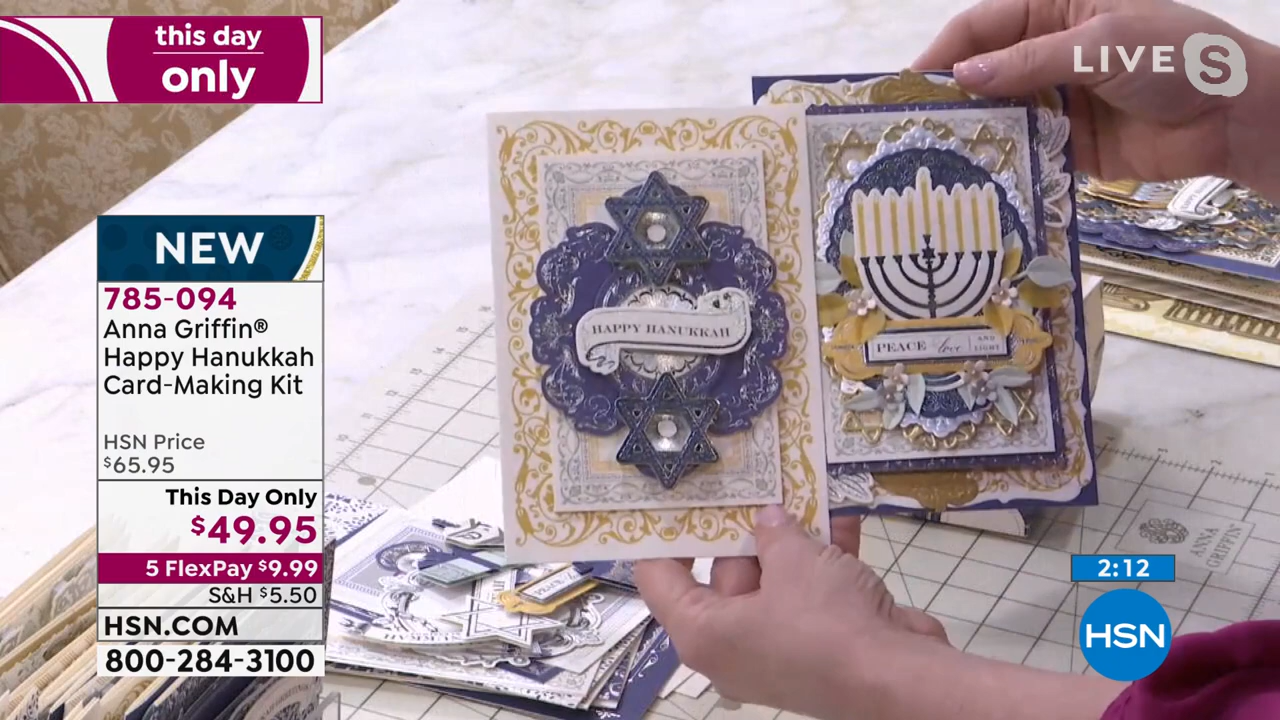 this day
only
LIVE S
NEW
785-094
Anna Griffin®
Happy Hanukkah
Card-Making Kit
HSN Price
$65.95
This Day Only
$49.95
5 FlexPay $9.99
S&H $5.50
HSN.COM
800-284-3100
HAPPY HANUKKAH
PEACE love AND LIGHT
ANNA
GRIFFIN
2:12
HSN